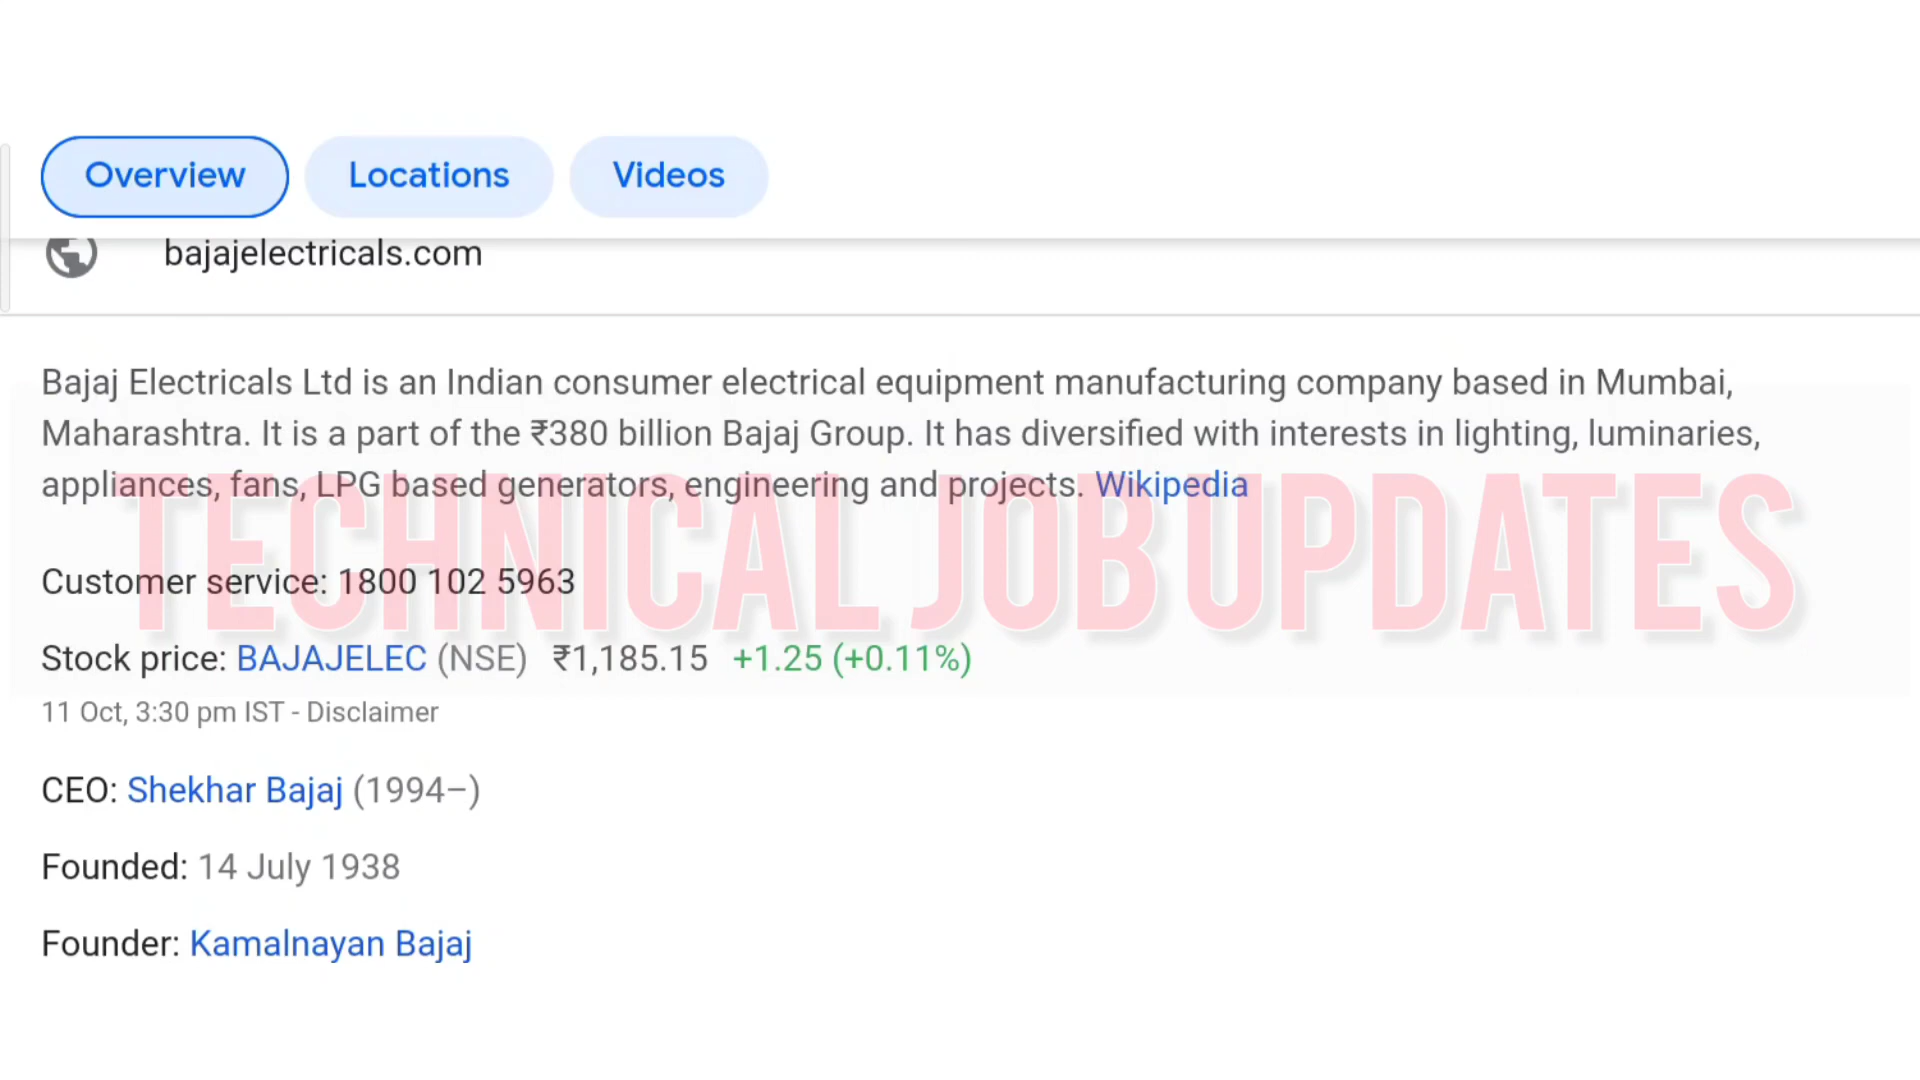 Overview Locations Videos
bajajelectricals.com
Bajaj Electricals Ltd is an Indian consumer electrical equipment manufacturing company based in Mumbai,
Maharashtra. It is a part of the ₹380 billion Bajaj Group. It has diversified with interests in lighting, luminaries,
appliances, fans, LPG based generators, engineering and projects. Wikipedia
TECHNICAL JOB UPDATES
Customer service: 1800 102 5963
Stock price: BAJAJELEC (NSE) ₹1,185.15 +1.25 (+0.11%)
11 Oct, 3:30 pm IST - Disclaimer
CEO: Shekhar Bajaj (1994–)
Founded: 14 July 1938
Founder: Kamalnayan Bajaj